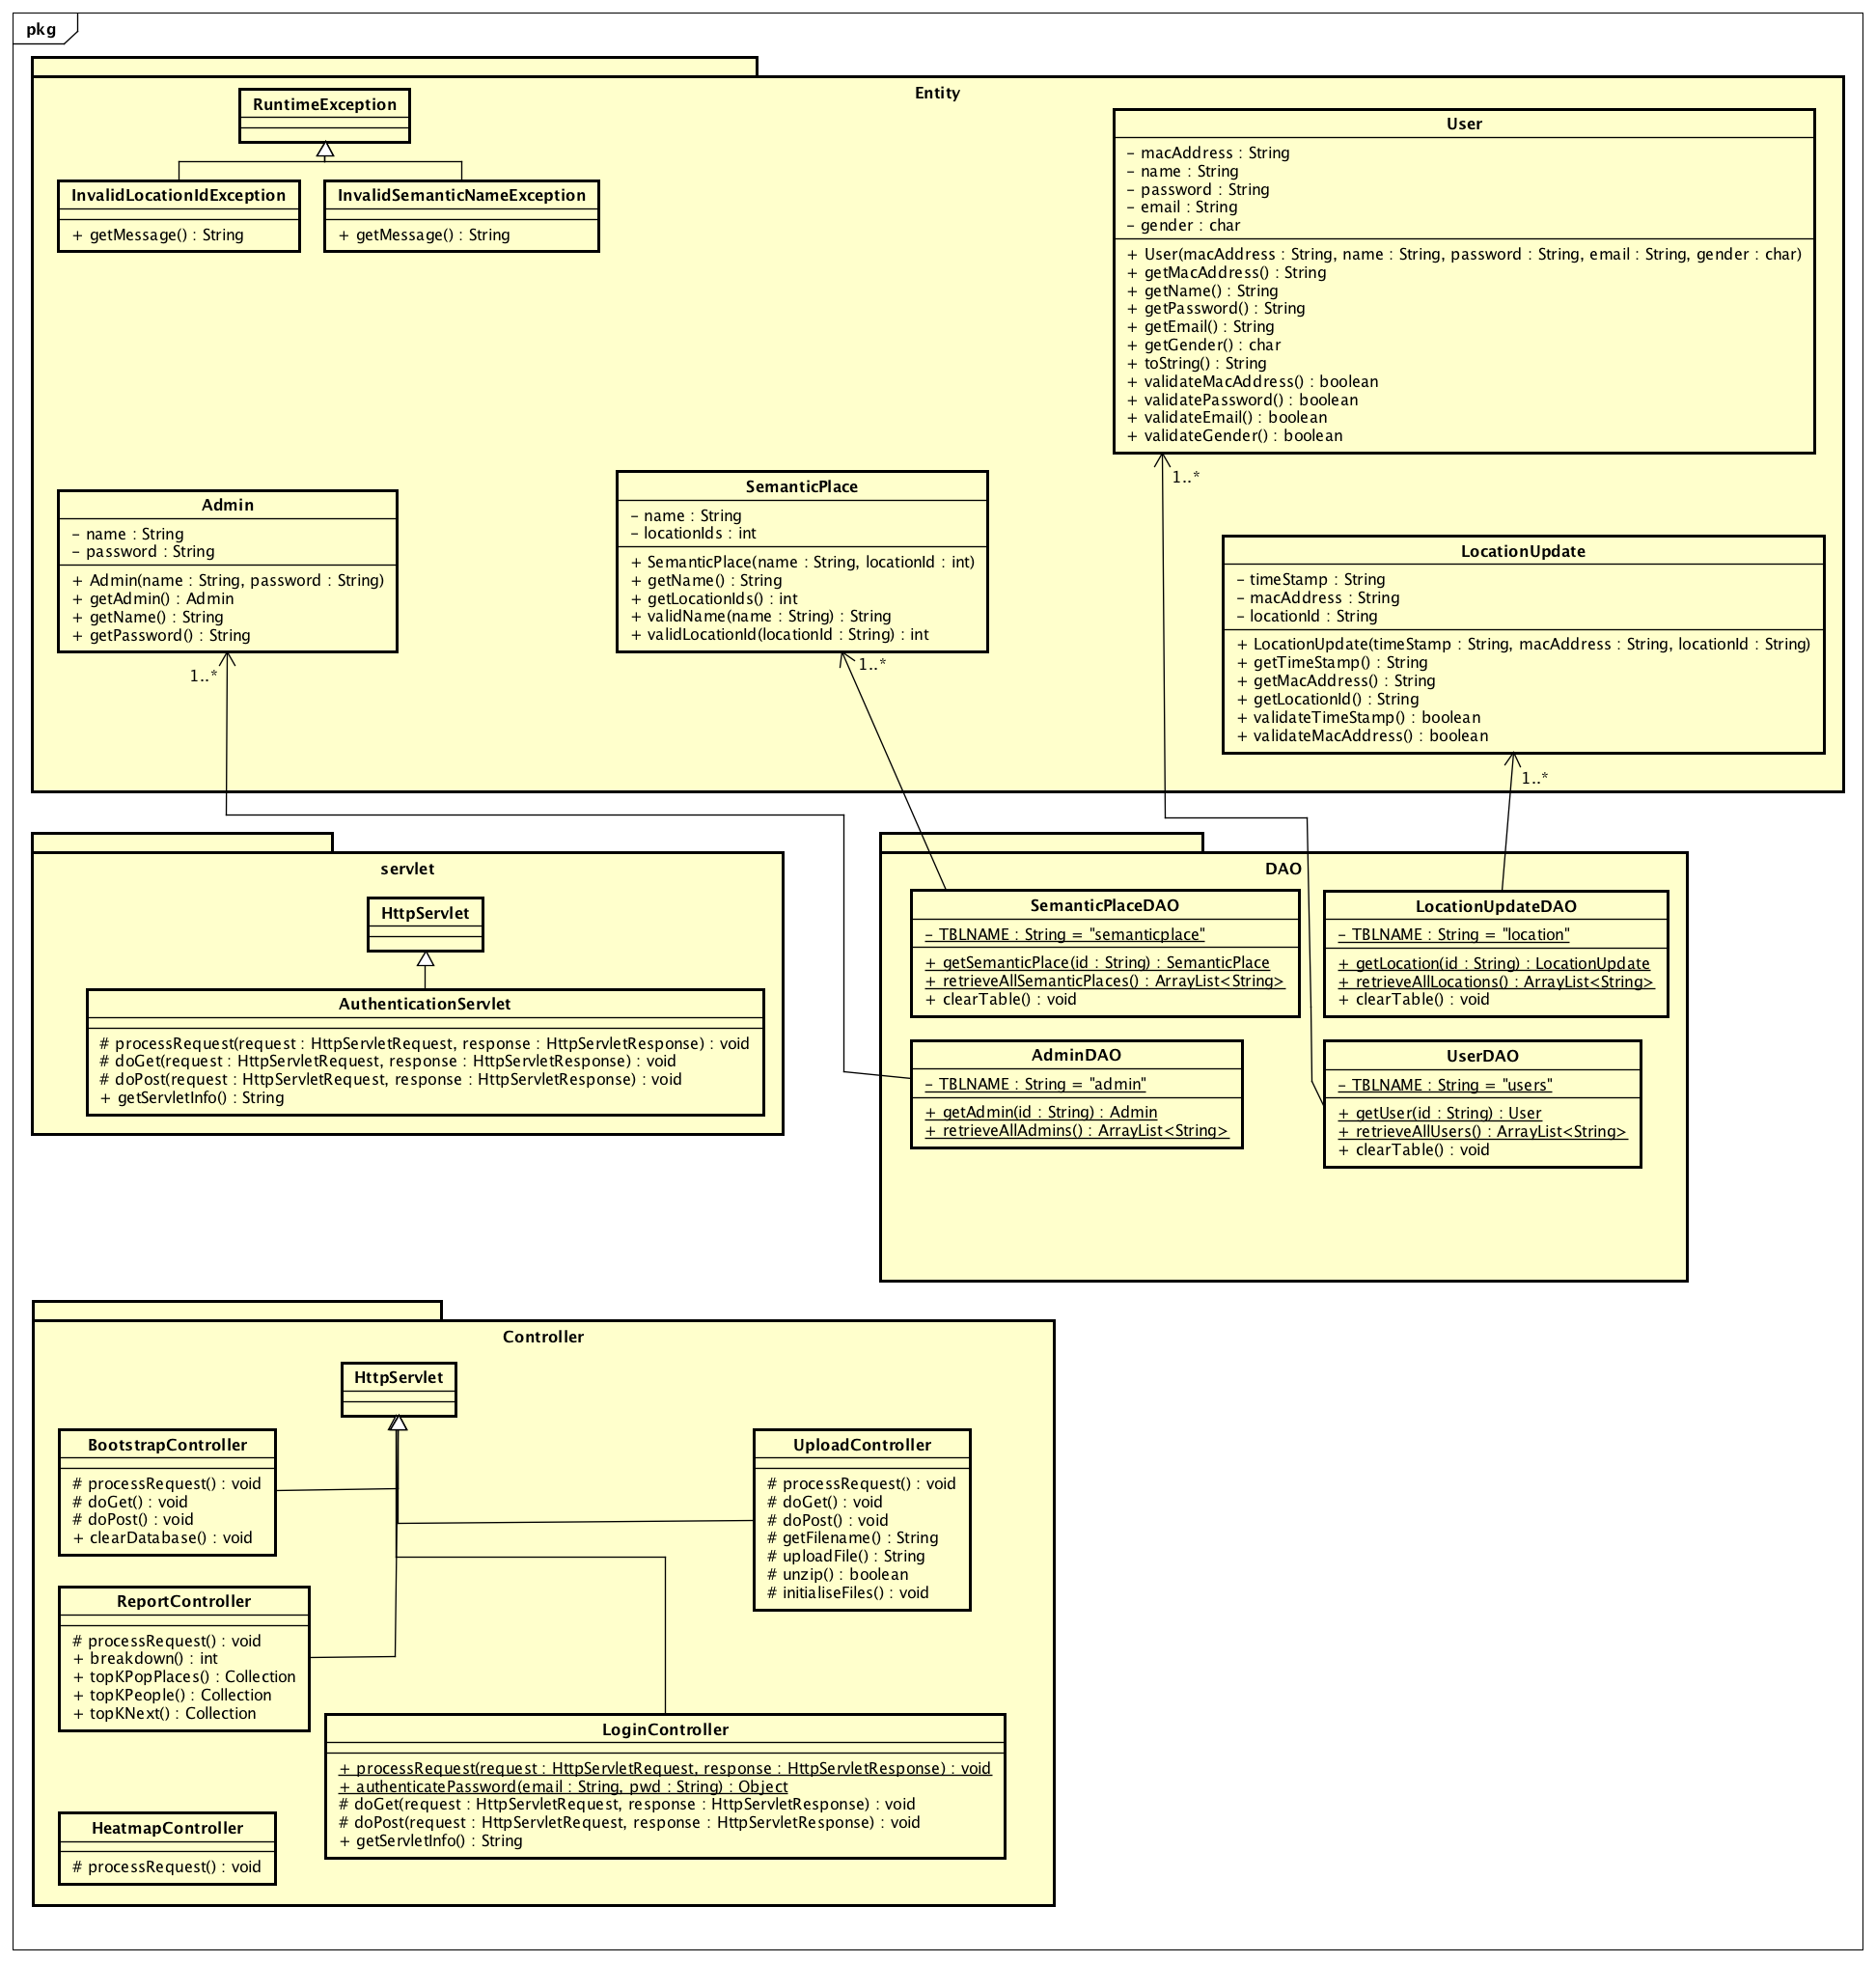 pkg
Entity
RuntimeException
InvalidLocationIdException
+ getMessage() : String
InvalidSemanticNameException
+ getMessage() : String
User
– macAddress : String
– name : String
– password : String
– email : String
– gender : char
+ User(macAddress : String, name : String, password : String, email : String, gender : char)
+ getMacAddress() : String
+ getName() : String
+ getPassword() : String
+ getEmail() : String
+ getGender() : char
+ toString() : String
+ validateMacAddress() : boolean
+ validatePassword() : boolean
+ validateEmail() : boolean
+ validateGender() : boolean
1..*
Admin
– name : String
– password : String
+ Admin(name : String, password : String)
+ getAdmin() : Admin
+ getName() : String
+ getPassword() : String
1..*
SemanticPlace
– name : String
– locationIds : int
+ SemanticPlace(name : String, locationId : int)
+ getName() : String
+ getLocationIds() : int
+ validName(name : String) : String
+ validLocationId(locationId : String) : int
1..*
LocationUpdate
– timeStamp : String
– macAddress : String
– locationId : String
+ LocationUpdate(timeStamp : String, macAddress : String, locationId : String)
+ getTimeStamp() : String
+ getMacAddress() : String
+ getLocationId() : String
+ validateTimeStamp() : boolean
+ validateMacAddress() : boolean
1..*
servlet
HttpServlet
AuthenticationServlet
# processRequest(request : HttpServletRequest, response : HttpServletResponse) : void
# doGet(request : HttpServletRequest, response : HttpServletResponse) : void
# doPost(request : HttpServletRequest, response : HttpServletResponse) : void
+ getServletInfo() : String
DAO
SemanticPlaceDAO
– TBLNAME : String = "semanticplace"
+ getSemanticPlace(id : String) : SemanticPlace
+ retrieveAllSemanticPlaces() : ArrayList<String>
+ clearTable() : void
LocationUpdateDAO
– TBLNAME : String = "location"
+ getLocation(id : String) : LocationUpdate
+ retrieveAllLocations() : ArrayList<String>
+ clearTable() : void
AdminDAO
– TBLNAME : String = "admin"
+ getAdmin(id : String) : Admin
+ retrieveAllAdmins() : ArrayList<String>
UserDAO
– TBLNAME : String = "users"
+ getUser(id : String) : User
+ retrieveAllUsers() : ArrayList<String>
+ clearTable() : void
Controller
HttpServlet
BootstrapController
# processRequest() : void
# doGet() : void
# doPost() : void
+ clearDatabase() : void
UploadController
# processRequest() : void
# doGet() : void
# doPost() : void
# getFilename() : String
# uploadFile() : String
# unzip() : boolean
# initialiseFiles() : void
ReportController
# processRequest() : void
+ breakdown() : int
+ topKPopPlaces() : Collection
+ topKPeople() : Collection
+ topKNext() : Collection
LoginController
+ processRequest(request : HttpServletRequest, response : HttpServletResponse) : void
+ authenticatePassword(email : String, pwd : String) : Object
# doGet(request : HttpServletRequest, response : HttpServletResponse) : void
# doPost(request : HttpServletRequest, response : HttpServletResponse) : void
+ getServletInfo() : String
HeatmapController
# processRequest() : void